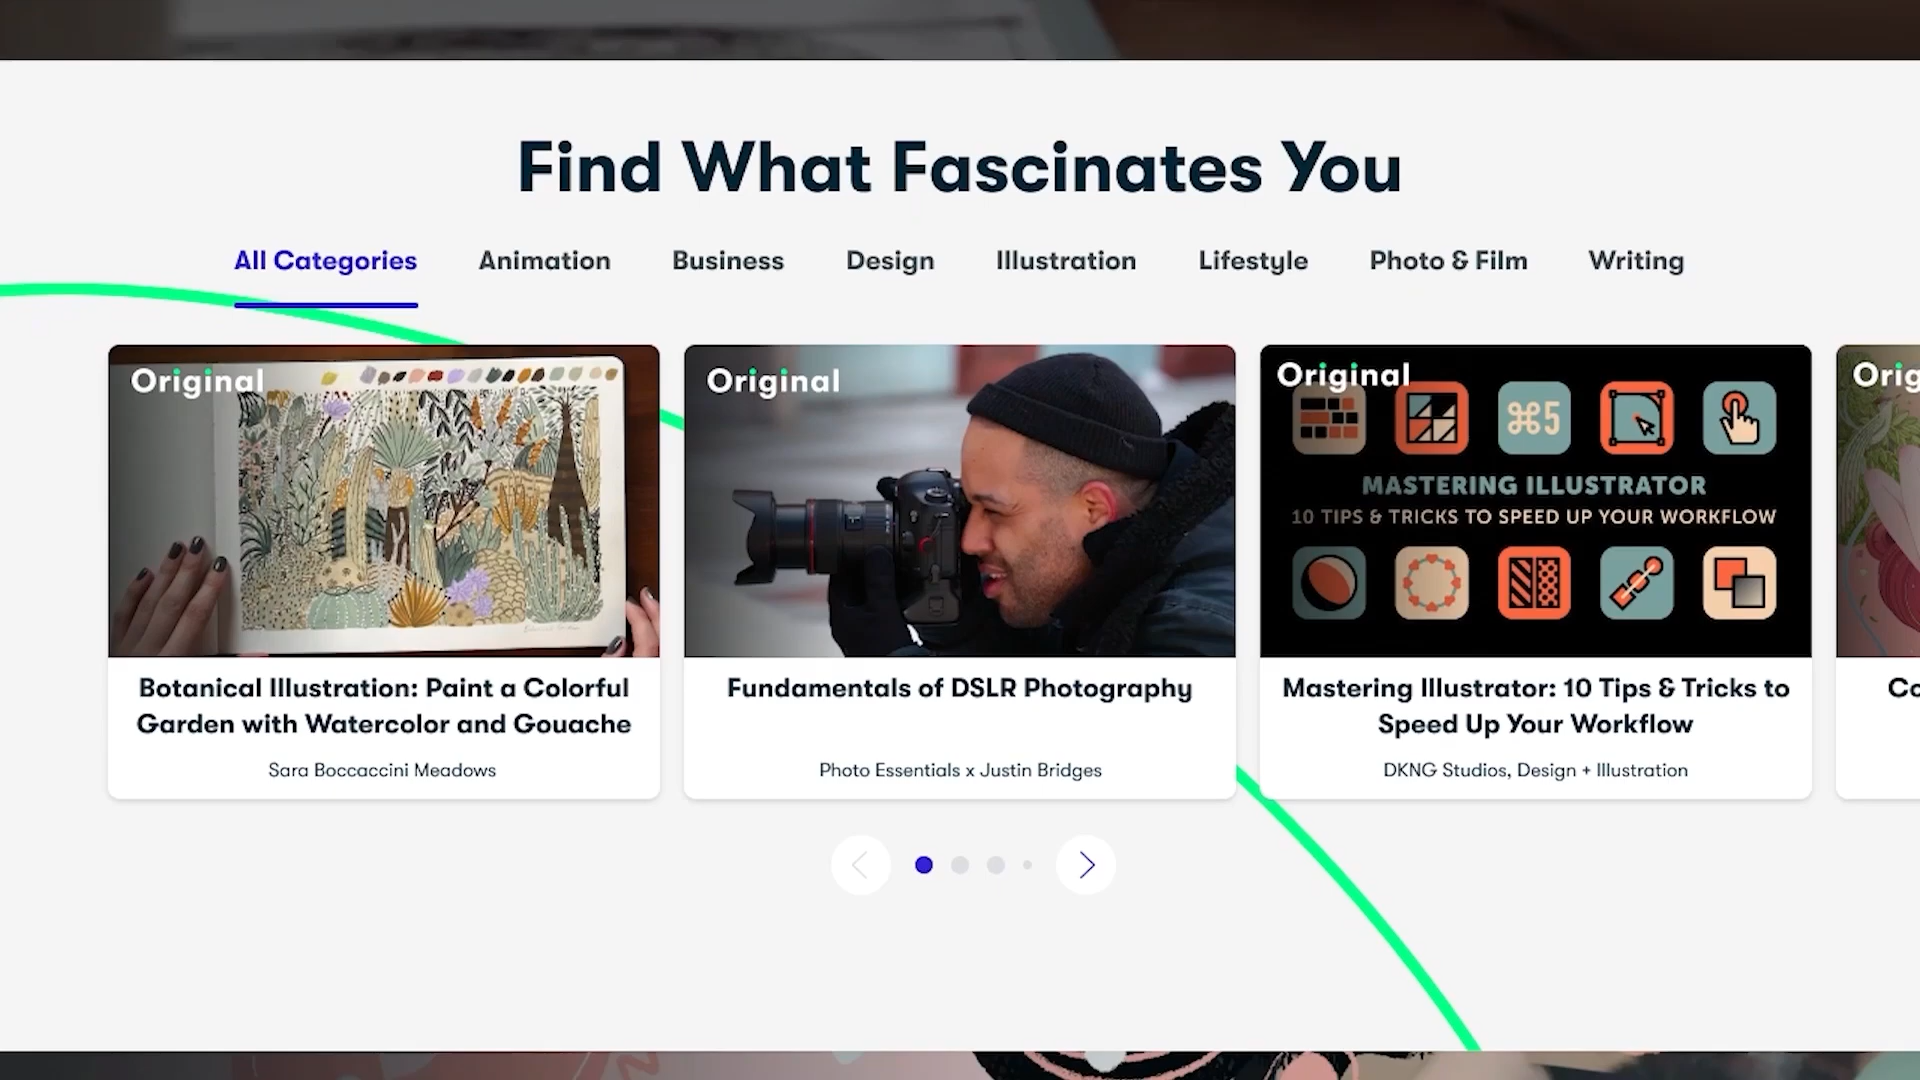 Find What Fascinates You
All Categories Animation Business Design Illustration Lifestyle Photo & Film Writing
Original
Original
Original
⌘5
MASTERING ILLUSTRATOR
10 TIPS & TRICKS TO SPEED UP YOUR WORKFLOW
Orig
Botanical Illustration: Paint a Colorful
Garden with Watercolor and Gouache
Sara Boccaccini Meadows
Fundamentals of DSLR Photography
Photo Essentials x Justin Bridges
Mastering Illustrator: 10 Tips & Tricks to
Speed Up Your Workflow
DKNG Studios, Design + Illustration
Co